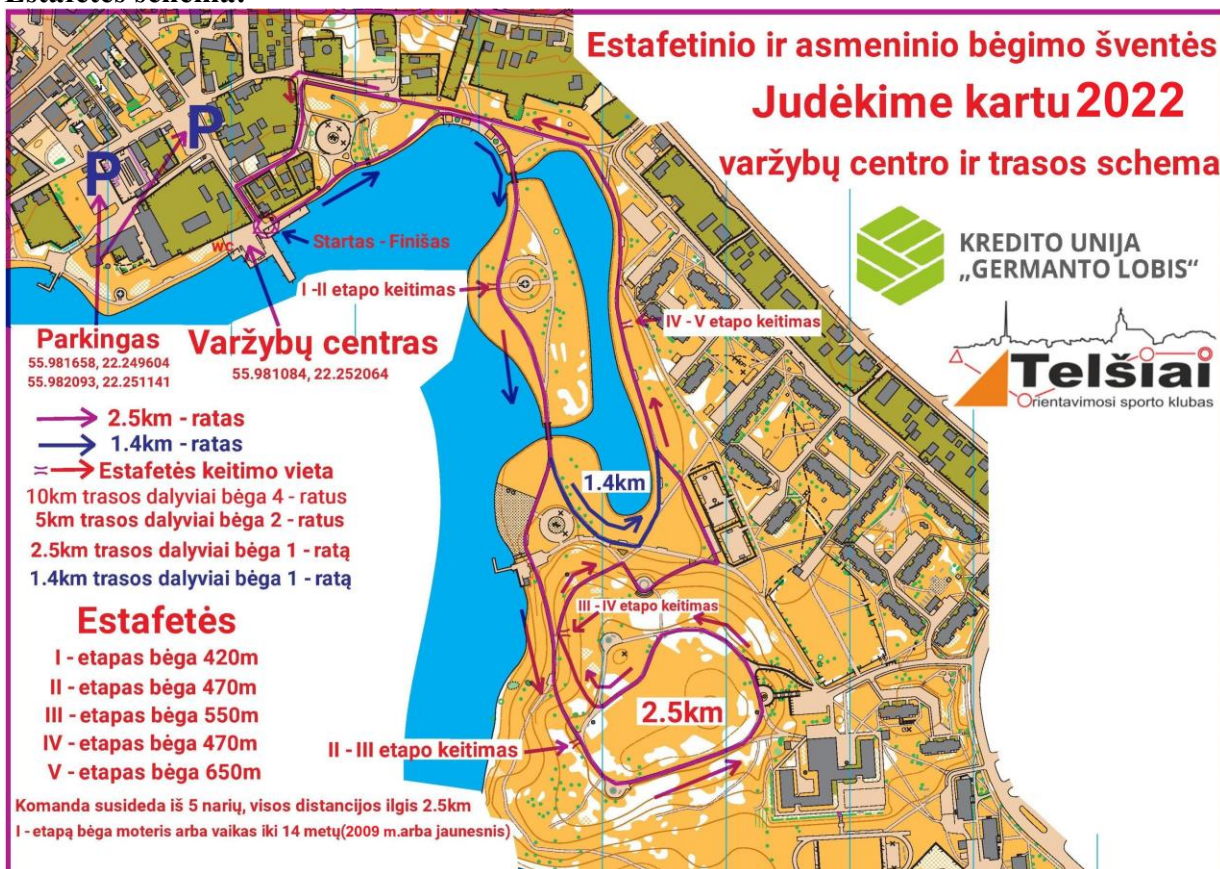 Estafetės schema:
Estafetinio ir asmeninio bėgimo šventės
Judėkime kartu 2022
varžybų centro ir trasos schema
KREDITO UNIJA
„GERMANTO LOBIS“
Telšiai
Orientavimosi sporto klubas
P
P
WC
Startas - Finišas
I -II etapo keitimas
IV - V etapo keitimas
Parkingas
55.981658, 22.249604
55.982093, 22.251141
Varžybų centras
55.981084, 22.252064
2.5km - ratas
1.4km - ratas
Estafetės keitimo vieta
10km trasos dalyviai bėga 4 - ratus
5km trasos dalyviai bėga 2 - ratus
2.5km trasos dalyviai bėga 1 - ratą
1.4km trasos dalyviai bėga 1 - ratą
1.4km
III - IV etapo keitimas
2.5km
II - III etapo keitimas
Estafetės
I - etapas bėga 420m
II - etapas bėga 470m
III - etapas bėga 550m
IV - etapas bėga 470m
V - etapas bėga 650m
Komanda susideda iš 5 narių, visos distancijos ilgis 2.5km
I - etapą bėga moteris arba vaikas iki 14 metų(2009 m.arba jaunesnis)